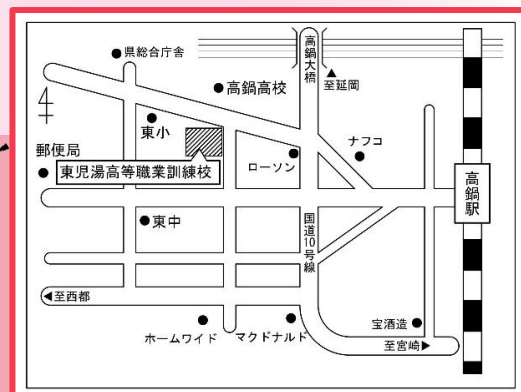 県総合庁舎
高鍋大橋
▲至延岡
高鍋高校
東小
ナフコ
郵便局
東児湯高等職業訓練校
ローソン
高鍋駅
東中
国道10号線
◀至西都
宝酒造
ホームワイド
マクドナルド
至宮崎▶